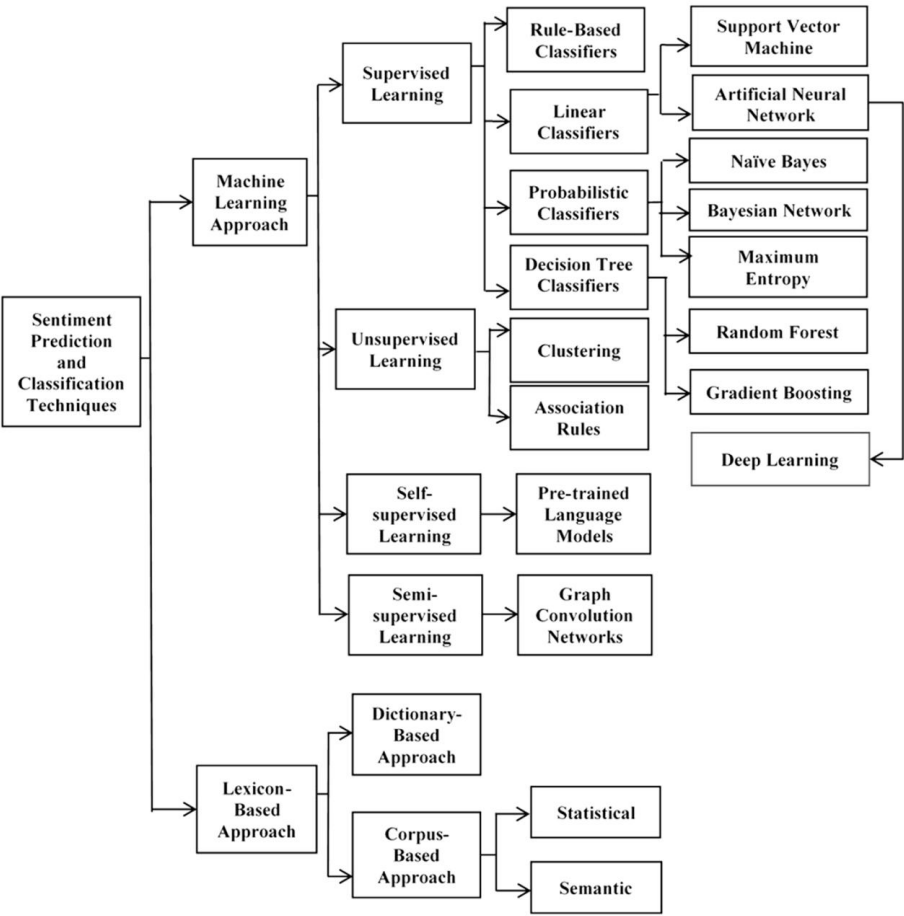 Sentiment
Prediction
and
Classification
Techniques
Machine
Learning
Approach
Supervised
Learning
Rule-Based
Classifiers
Linear
Classifiers
Support Vector
Machine
Artificial Neural
Network
Probabilistic
Classifiers
Naïve Bayes
Bayesian Network
Maximum
Entropy
Decision Tree
Classifiers
Random Forest
Gradient Boosting
Deep Learning
Unsupervised
Learning
Clustering
Association
Rules
Self-
supervised
Learning
Pre-trained
Language
Models
Semi-
supervised
Learning
Graph
Convolution
Networks
Lexicon-
Based
Approach
Dictionary-
Based
Approach
Corpus-
Based
Approach
Statistical
Semantic